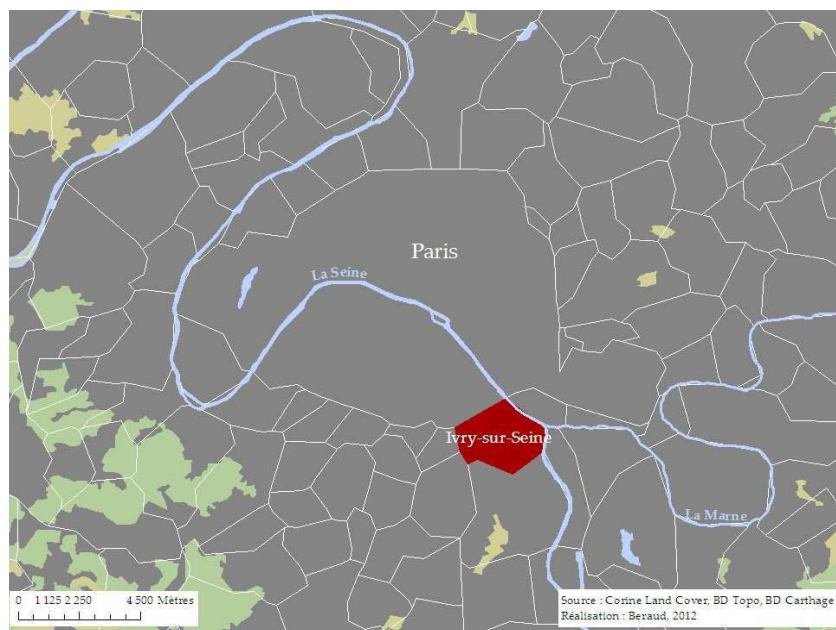 Paris
La Seine
Ivry-sur-Seine
La Marne
0 1 125 2 250 4 500 Mètres
Source : Corine Land Cover, BD Topo, BD Carthage
Réalisation : Beraud, 2012